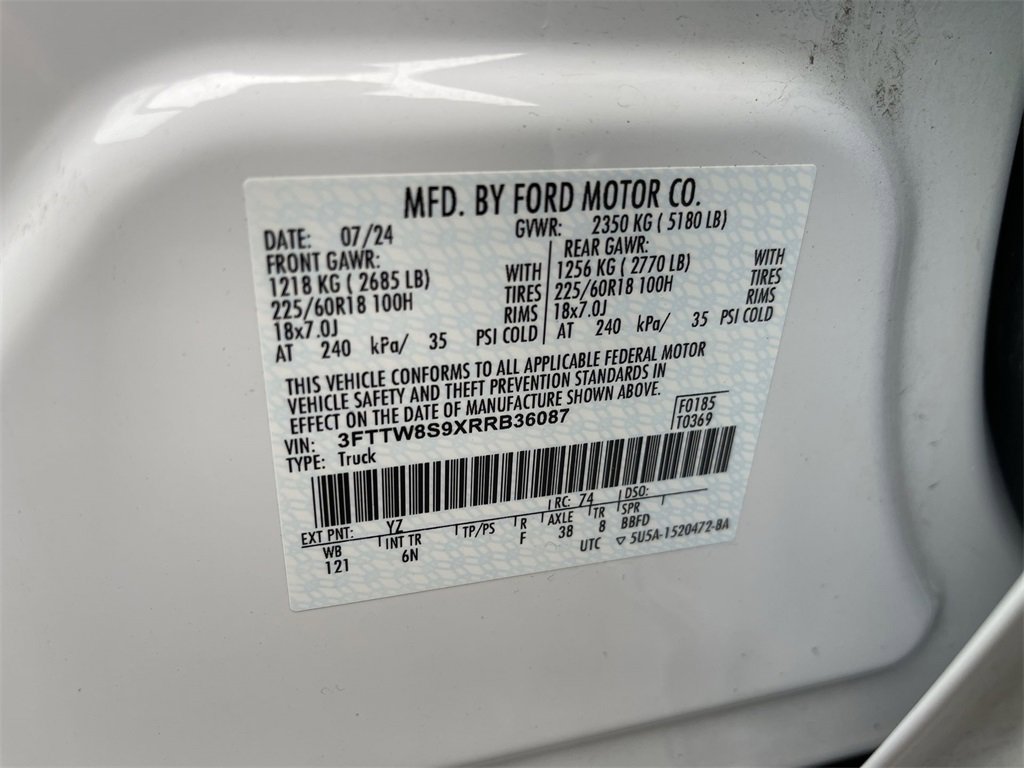 MFD. BY FORD MOTOR CO.
DATE: 07/24 GVWR: 2350 KG ( 5180 LB)
FRONT GAWR: REAR GAWR:
1218 KG ( 2685 LB) WITH 1256 KG ( 2770 LB) WITH
225/60R18 100H TIRES 225/60R18 100H TIRES
18x7.0J RIMS 18x7.0J RIMS
AT 240 kPa/ 35 PSI COLD AT 240 kPa/ 35 PSI COLD
THIS VEHICLE CONFORMS TO ALL APPLICABLE FEDERAL MOTOR
VEHICLE SAFETY AND THEFT PREVENTION STANDARDS IN
EFFECT ON THE DATE OF MANUFACTURE SHOWN ABOVE.
VIN: 3FTTW8S9XRRB36087 F0185
TYPE: Truck T0369
EXT PNT: YZ RC: 74 DSO:
WB INT TR TP/PS R AXLE TR SPR
121 6N F 38 8 BBFD
UTC ▽ 5U5A-1520472-8A